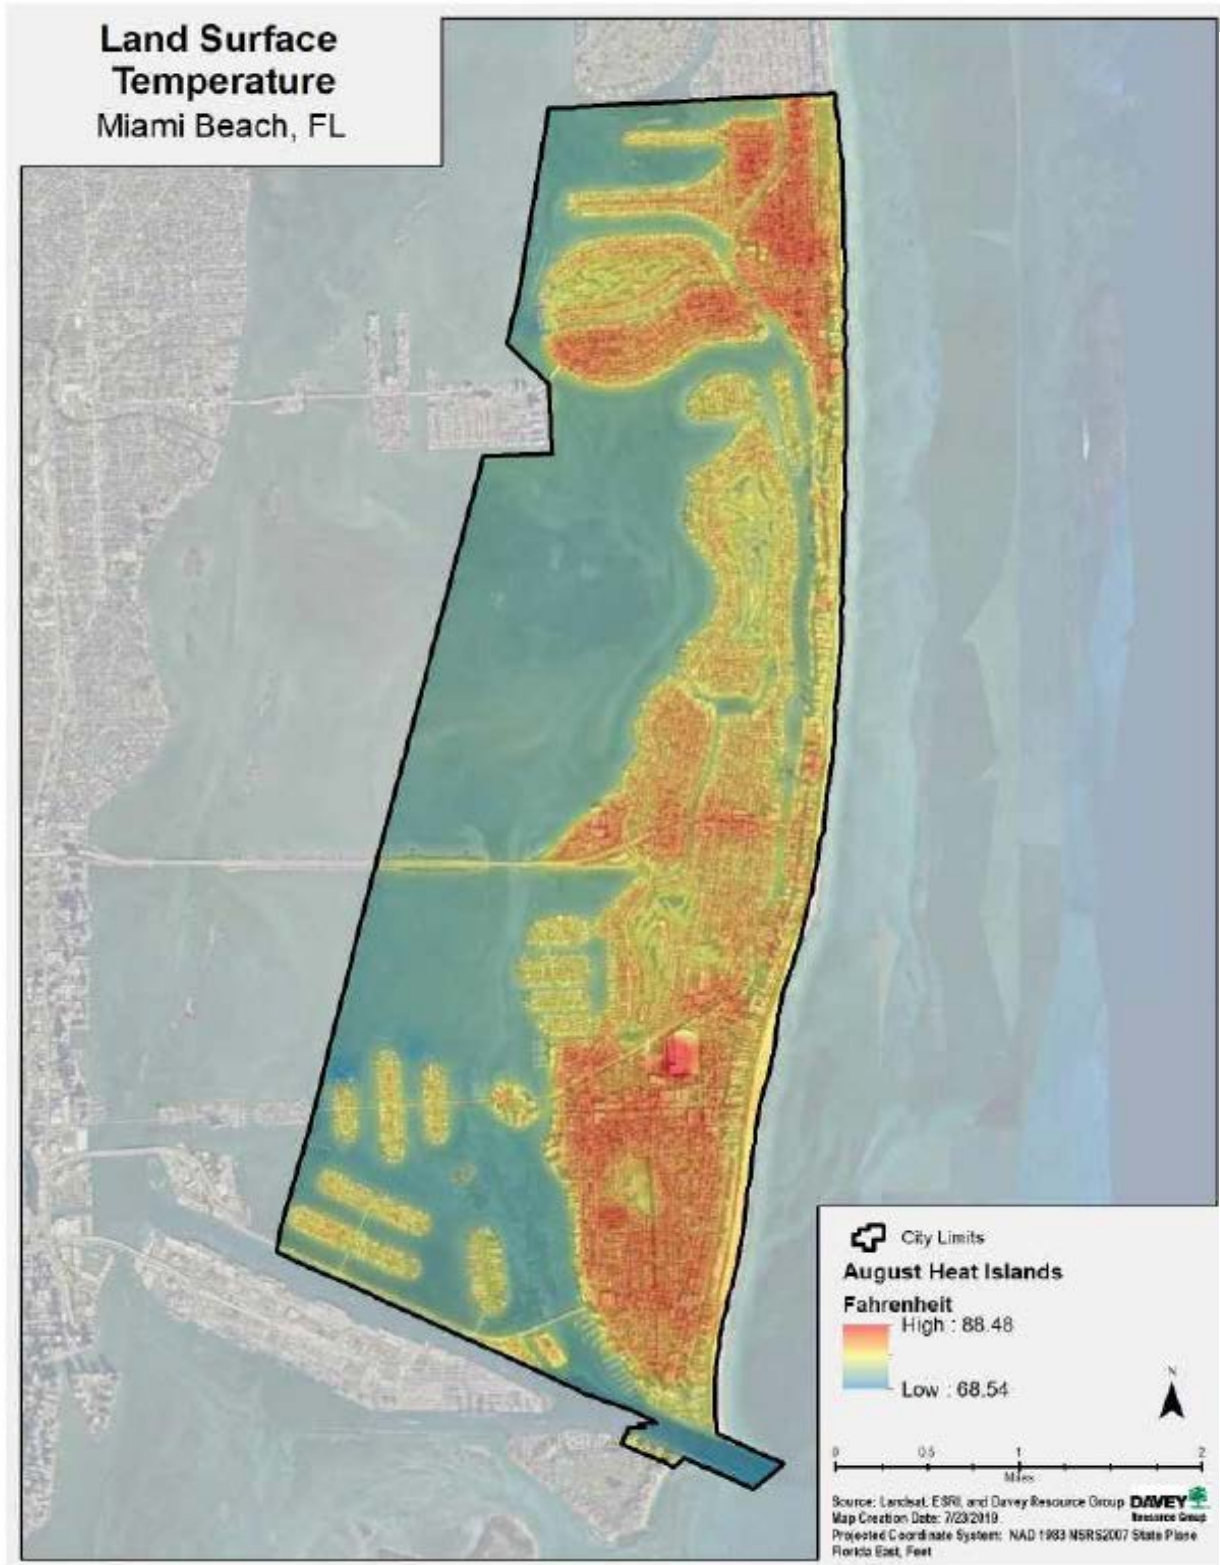 Land Surface
Temperature
Miami Beach, FL
City Limits
August Heat Islands
Fahrenheit
High : 88.48
Low : 68.54
N
0 0.5 1 2
Miles
Source: Landsat, ESRI, and Davey Resource Group
DAVEY
Resource Group
Map Creation Date: 7/23/2019
Projected Coordinate System: NAD 1983 NSRS2007 State Plane
Florida East, Feet